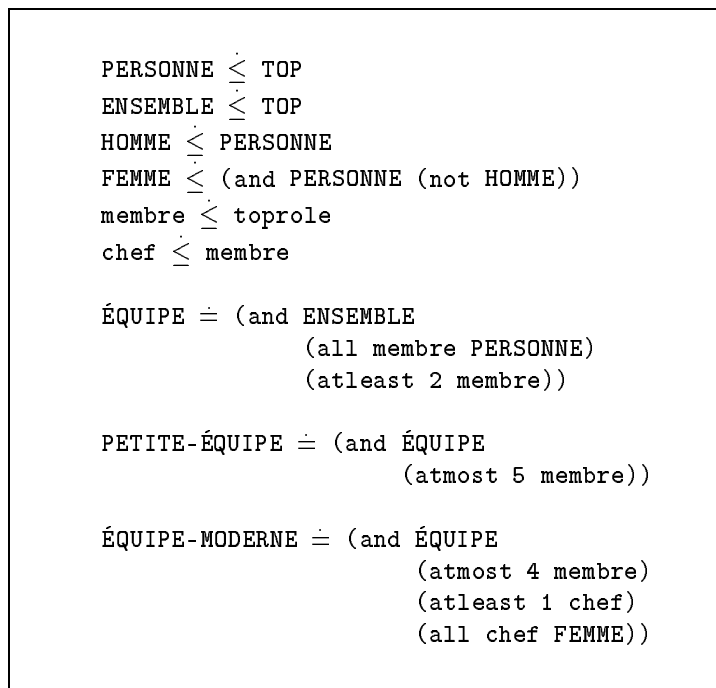 PERSONNE ≤̇ TOP
ENSEMBLE ≤̇ TOP
HOMME ≤̇ PERSONNE
FEMME ≤̇ (and PERSONNE (not HOMME))
membre ≤̇ toprole
chef ≤̇ membre
ÉQUIPE ≐ (and ENSEMBLE
(all membre PERSONNE)
(atleast 2 membre))
PETITE-ÉQUIPE ≐ (and ÉQUIPE
(atmost 5 membre))
ÉQUIPE-MODERNE ≐ (and ÉQUIPE
(atmost 4 membre)
(atleast 1 chef)
(all chef FEMME))